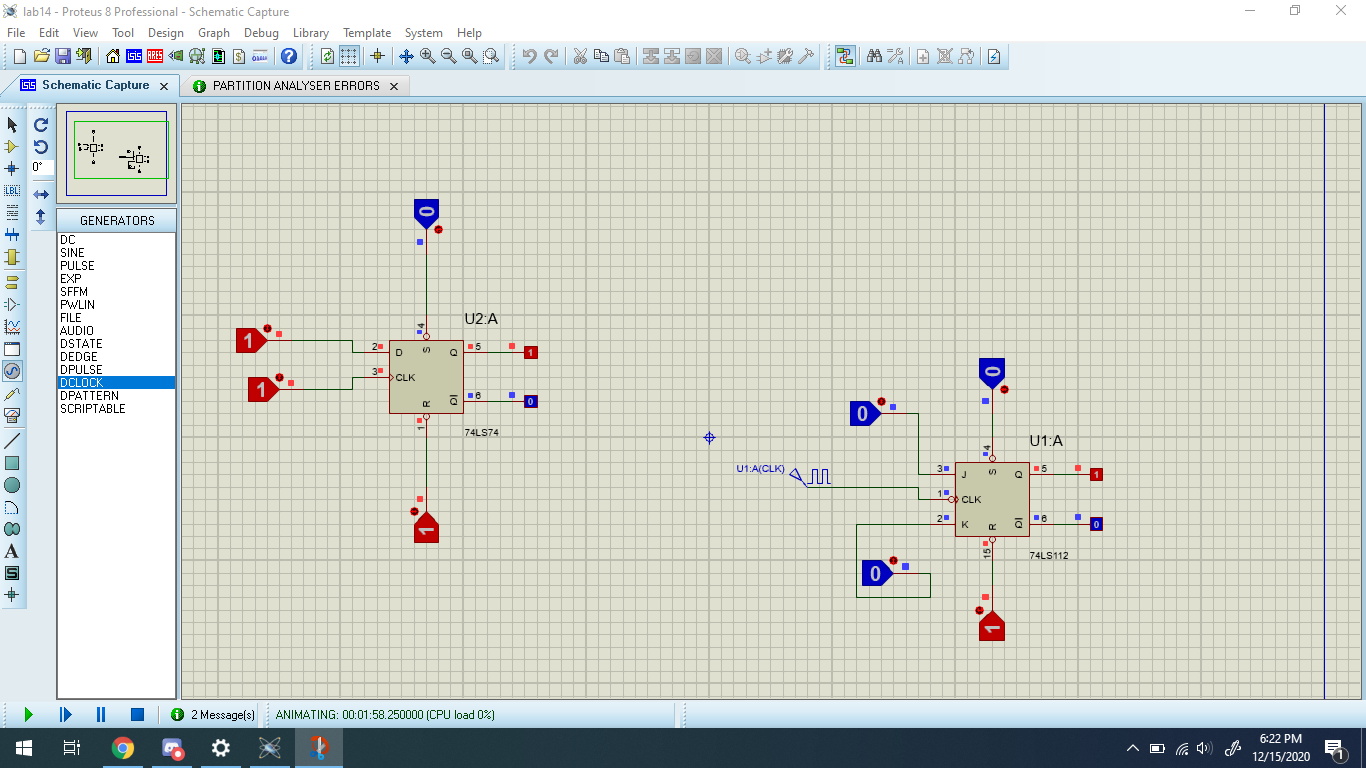 lab14 - Proteus 8 Professional - Schematic Capture
File Edit View Tool Design Graph Debug Library Template System Help
Schematic Capture
PARTITION ANALYSER ERRORS
0°
LBL
A
S
GENERATORS
DC
SINE
PULSE
EXP
SFFM
PWLIN
FILE
AUDIO
DSTATE
DEDGE
DPULSE
DCLOCK
DPATTERN
SCRIPTABLE
0
U2:A
4
1
2 D S Q 5 1
1
3 CLK
R Q 6 0
1
74LS74
1
0
0
U1:A
4
U1:A(CLK)
3 J S Q 5 1
1 CLK
2 K R Q 6 0
15
74LS112
0
1
2 Message(s)
ANIMATING: 00:01:58.250000 (CPU load 0%)
6:22 PM
12/15/2020
1